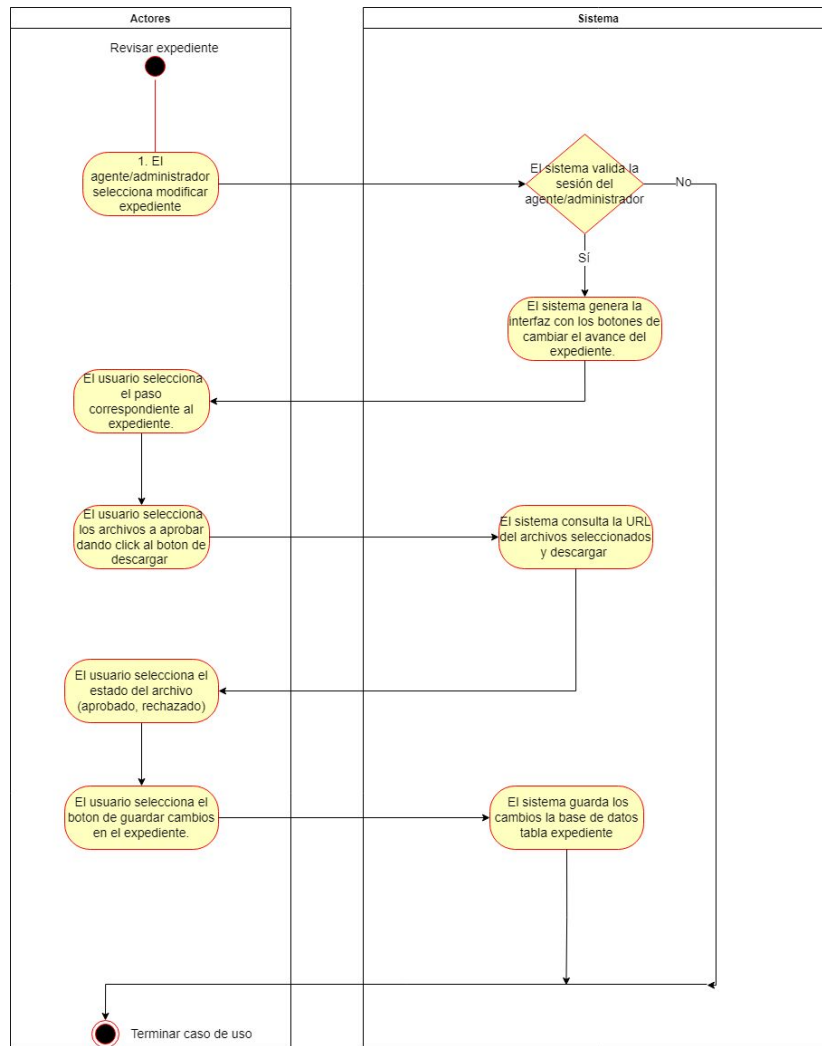 Actores
Sistema
Revisar expediente
1. El
agente/administrador
selecciona modificar
expediente
El sistema valida la
sesión del
agente/administrador
No
Sí
El sistema genera la
interfaz con los botones de
cambiar el avance del
expediente.
El usuario selecciona
el paso
correspondiente al
expediente.
El usuario selecciona
los archivos a aprobar
dando click al boton de
descargar
El sistema consulta la URL
del archivos seleccionados
y descargar
El usuario selecciona el
estado del archivo
(aprobado, rechazado)
El usuario selecciona el
boton de guardar cambios
en el expediente.
El sistema guarda los
cambios la base de datos
tabla expediente
Terminar caso de uso